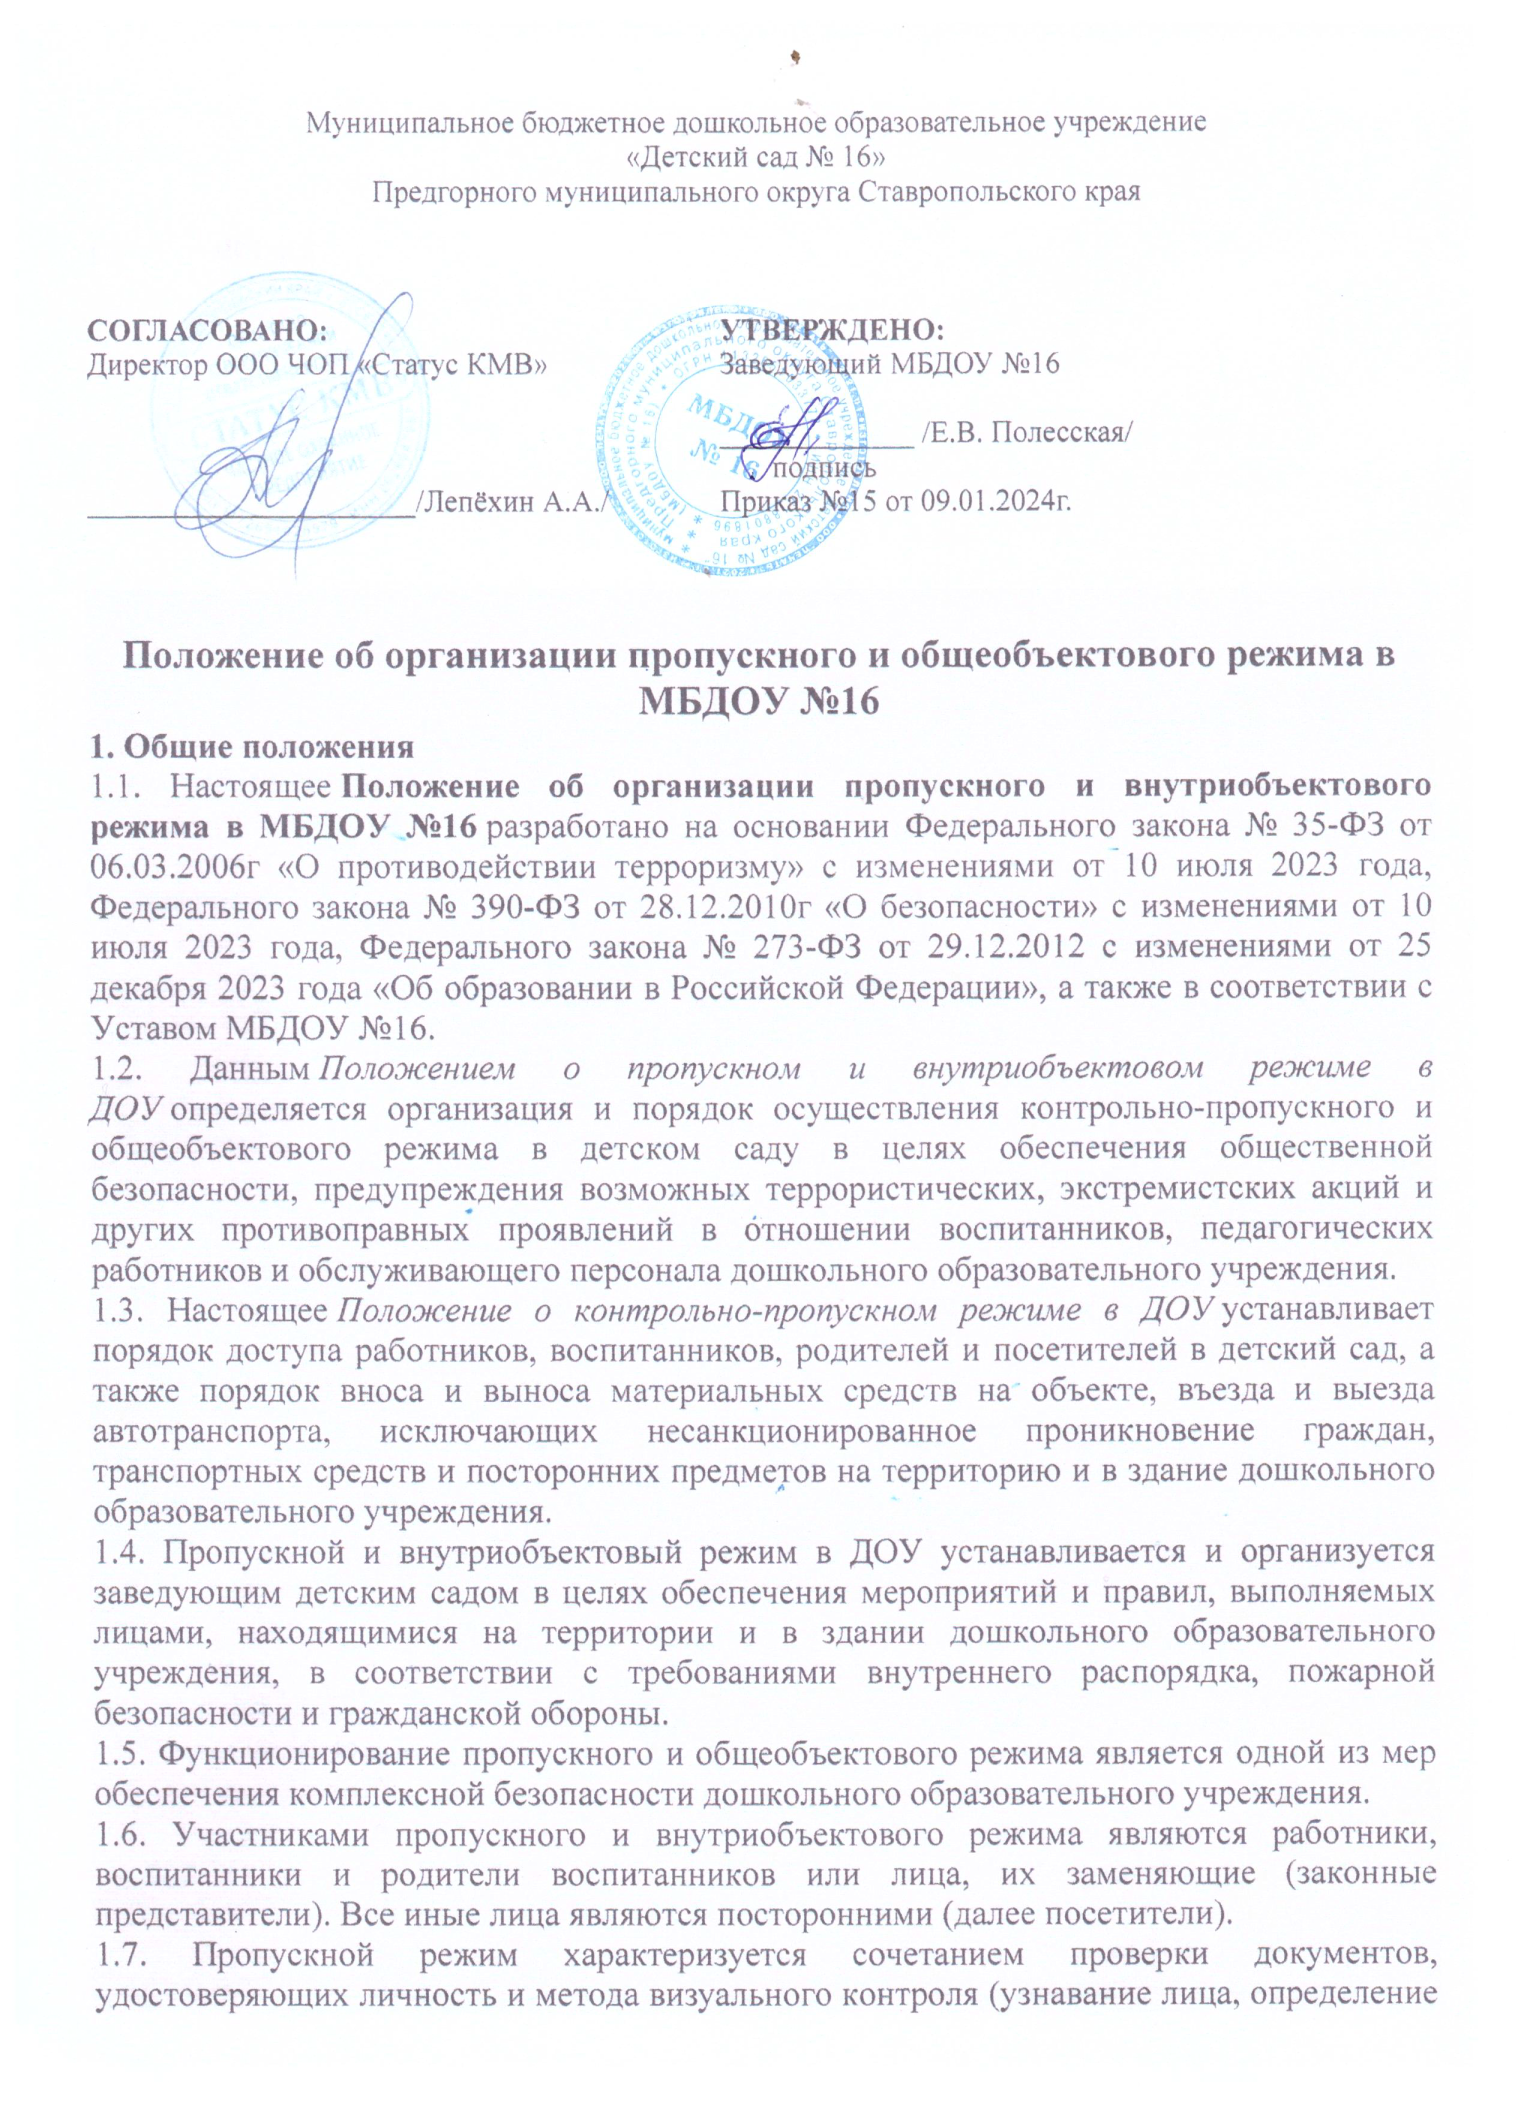 Муниципальное бюджетное дошкольное образовательное учреждение
«Детский сад № 16»
Предгорного муниципального округа Ставропольского края
СОГЛАСОВАНО:
Директор ООО ЧОП «Статус КМВ»
/Лепёхин А.А./
УТВЕРЖДЕНО:
Заведующий МБДОУ №16
/Е.В. Полесская/
подпись
Приказ №15 от 09.01.2024г.
МБДОУ
№ 16
Положение об организации пропускного и общеобъектового режима в
МБДОУ №16
1. Общие положения
1.1. Настоящее Положение об организации пропускного и внутриобъектового
режима в МБДОУ №16 разработано на основании Федерального закона № 35-ФЗ от
06.03.2006г «О противодействии терроризму» с изменениями от 10 июля 2023 года,
Федерального закона № 390-ФЗ от 28.12.2010г «О безопасности» с изменениями от 10
июля 2023 года, Федерального закона № 273-ФЗ от 29.12.2012 с изменениями от 25
декабря 2023 года «Об образовании в Российской Федерации», а также в соответствии с
Уставом МБДОУ №16.
1.2. Данным Положением о пропускном и внутриобъектовом режиме в
ДОУ определяется организация и порядок осуществления контрольно-пропускного и
общеобъектового режима в детском саду в целях обеспечения общественной
безопасности, предупреждения возможных террористических, экстремистских акций и
других противоправных проявлений в отношении воспитанников, педагогических
работников и обслуживающего персонала дошкольного образовательного учреждения.
1.3. Настоящее Положение о контрольно-пропускном режиме в ДОУ устанавливает
порядок доступа работников, воспитанников, родителей и посетителей в детский сад, а
также порядок вноса и выноса материальных средств на объекте, въезда и выезда
автотранспорта, исключающих несанкционированное проникновение граждан,
транспортных средств и посторонних предметов на территорию и в здание дошкольного
образовательного учреждения.
1.4. Пропускной и внутриобъектовый режим в ДОУ устанавливается и организуется
заведующим детским садом в целях обеспечения мероприятий и правил, выполняемых
лицами, находящимися на территории и в здании дошкольного образовательного
учреждения, в соответствии с требованиями внутреннего распорядка, пожарной
безопасности и гражданской обороны.
1.5. Функционирование пропускного и общеобъектового режима является одной из мер
обеспечения комплексной безопасности дошкольного образовательного учреждения.
1.6. Участниками пропускного и внутриобъектового режима являются работники,
воспитанники и родители воспитанников или лица, их заменяющие (законные
представители). Все иные лица являются посторонними (далее посетители).
1.7. Пропускной режим характеризуется сочетанием проверки документов,
удостоверяющих личность и метода визуального контроля (узнавание лица, определение